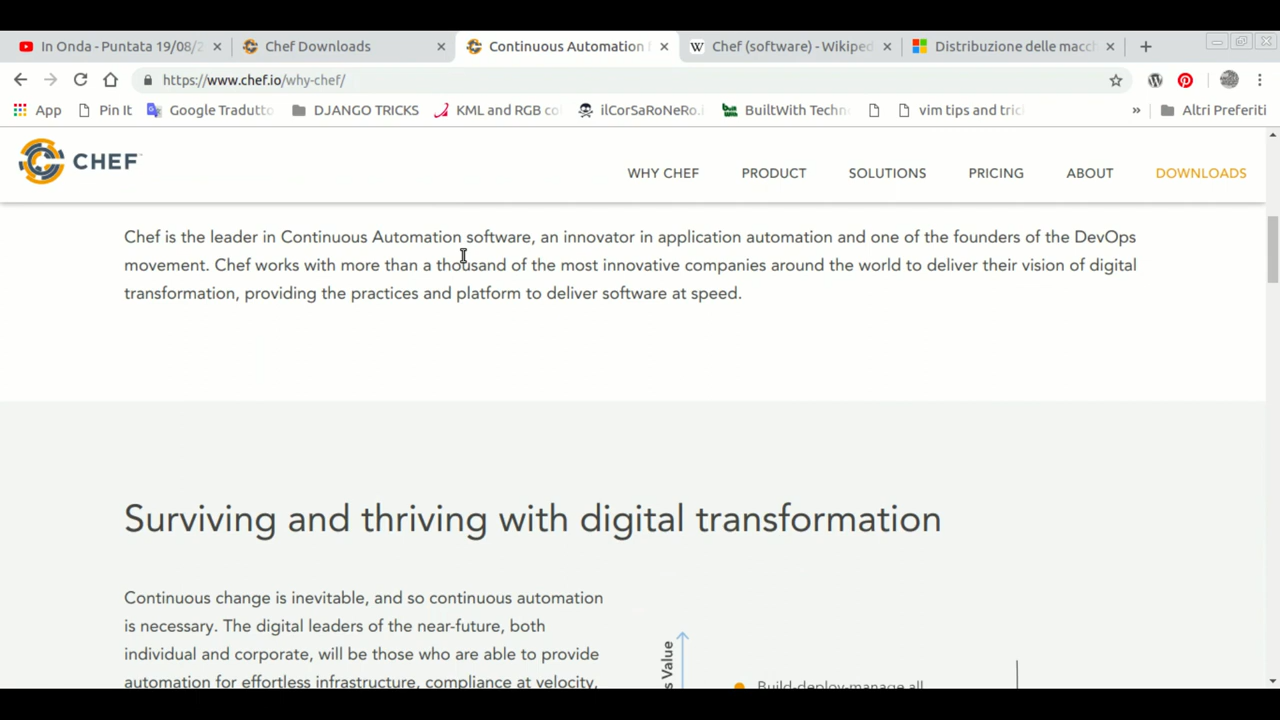 In Onda - Puntata 19/08/2
Chef Downloads
Continuous Automation
Chef (software) - Wikiped
Distribuzione delle macch
https://www.chef.io/why-chef/
App
Pin It
Google Tradutto
DJANGO TRICKS
KML and RGB co
ilCorSaRoNeRo.i
BuiltWith Techn
vim tips and tric
»
Altri Preferiti
CHEF
WHY CHEF
PRODUCT
SOLUTIONS
PRICING
ABOUT
DOWNLOADS
Chef is the leader in Continuous Automation software, an innovator in application automation and one of the founders of the DevOps
movement. Chef works with more than a thousand of the most innovative companies around the world to deliver their vision of digital
transformation, providing the practices and platform to deliver software at speed.
Surviving and thriving with digital transformation
Continuous change is inevitable, and so continuous automation
is necessary. The digital leaders of the near-future, both
individual and corporate, will be those who are able to provide
automation for effortless infrastructure, compliance at velocity,
s Value
Build-deploy-manage all